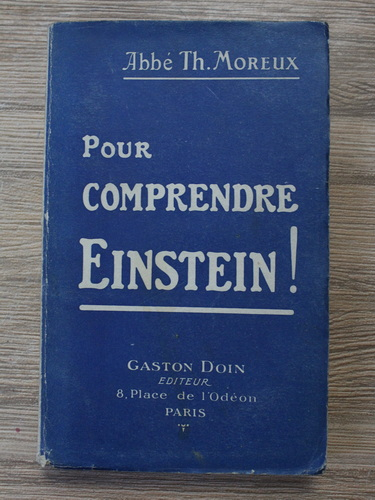 Abbé Th. Moreux
Pour
comprendre
Einstein!
Gaston Doin
EDITEUR
8, Place de l'Odéon
PARIS